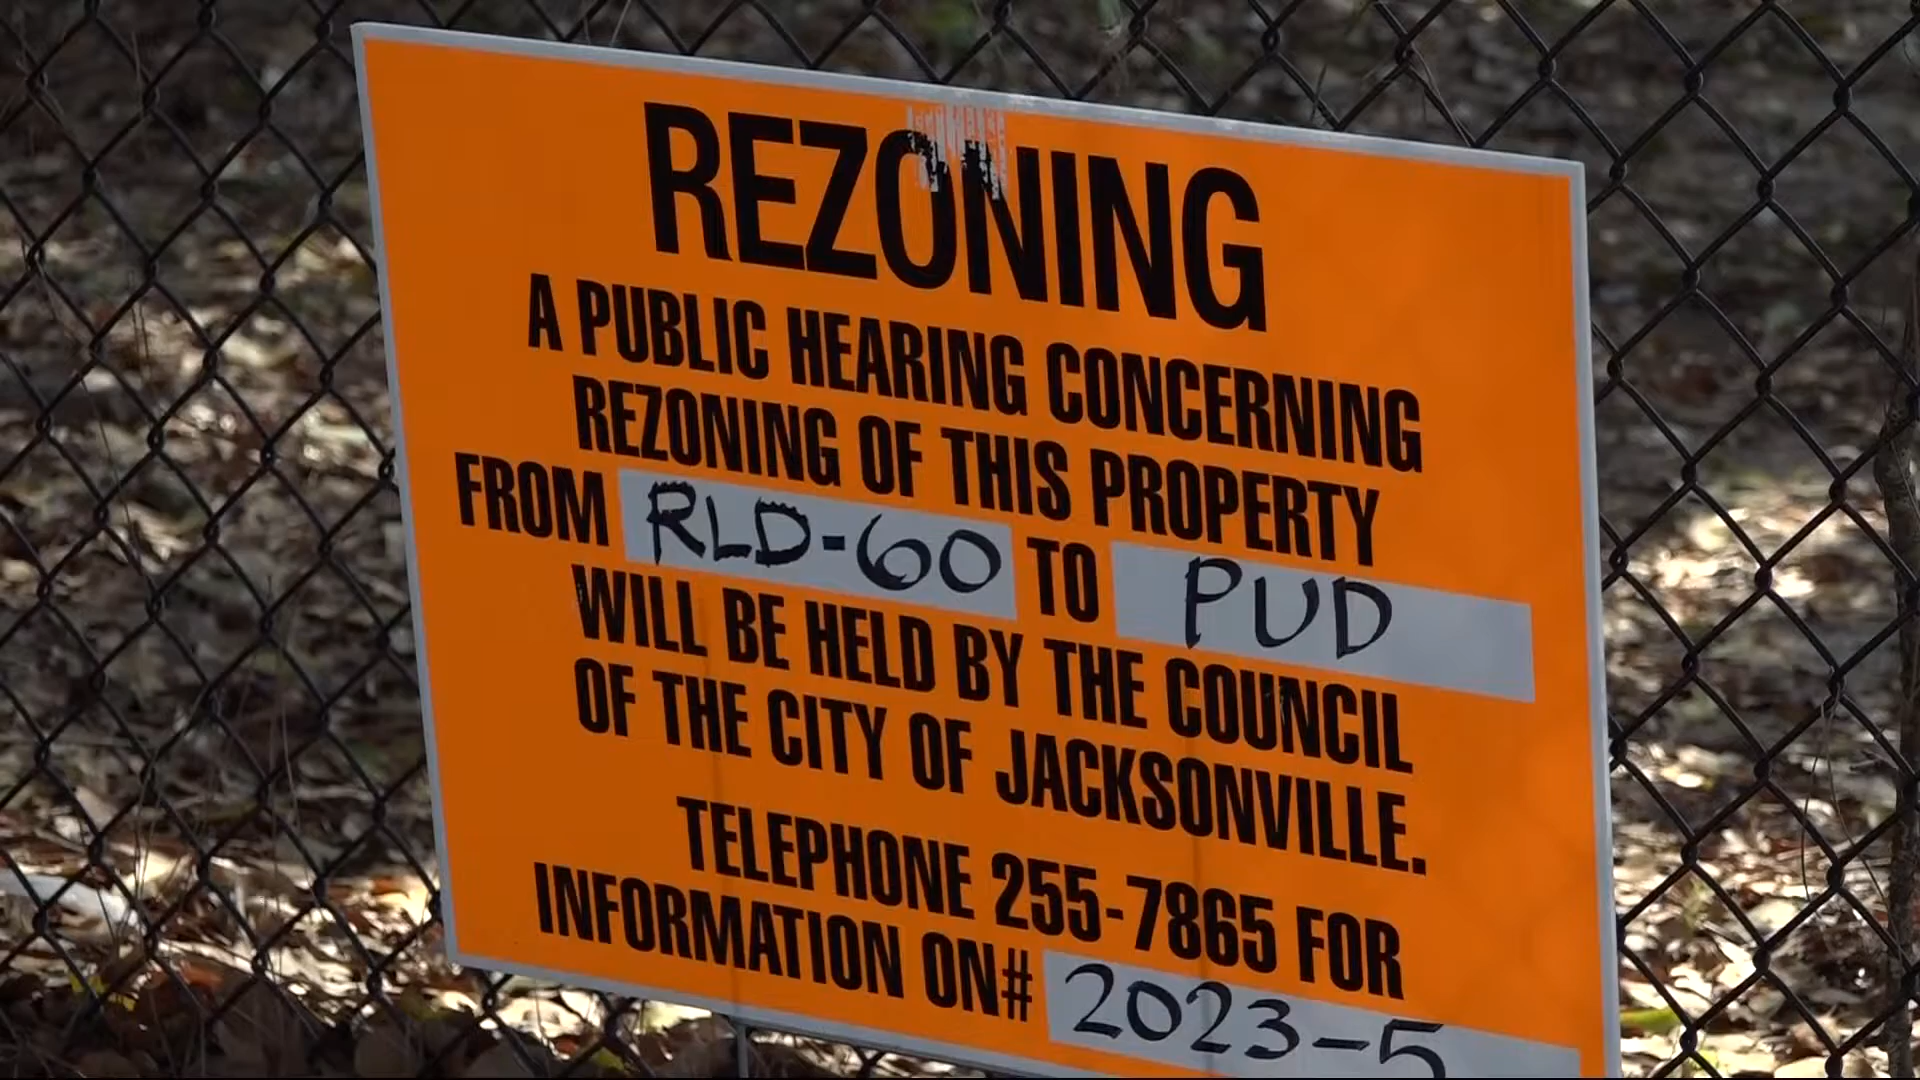 REZONING
A PUBLIC HEARING CONCERNING
REZONING OF THIS PROPERTY
FROM RLD-60 TO PUD
WILL BE HELD BY THE COUNCIL
OF THE CITY OF JACKSONVILLE.
TELEPHONE 255-7865 FOR
INFORMATION ON# 2023-5